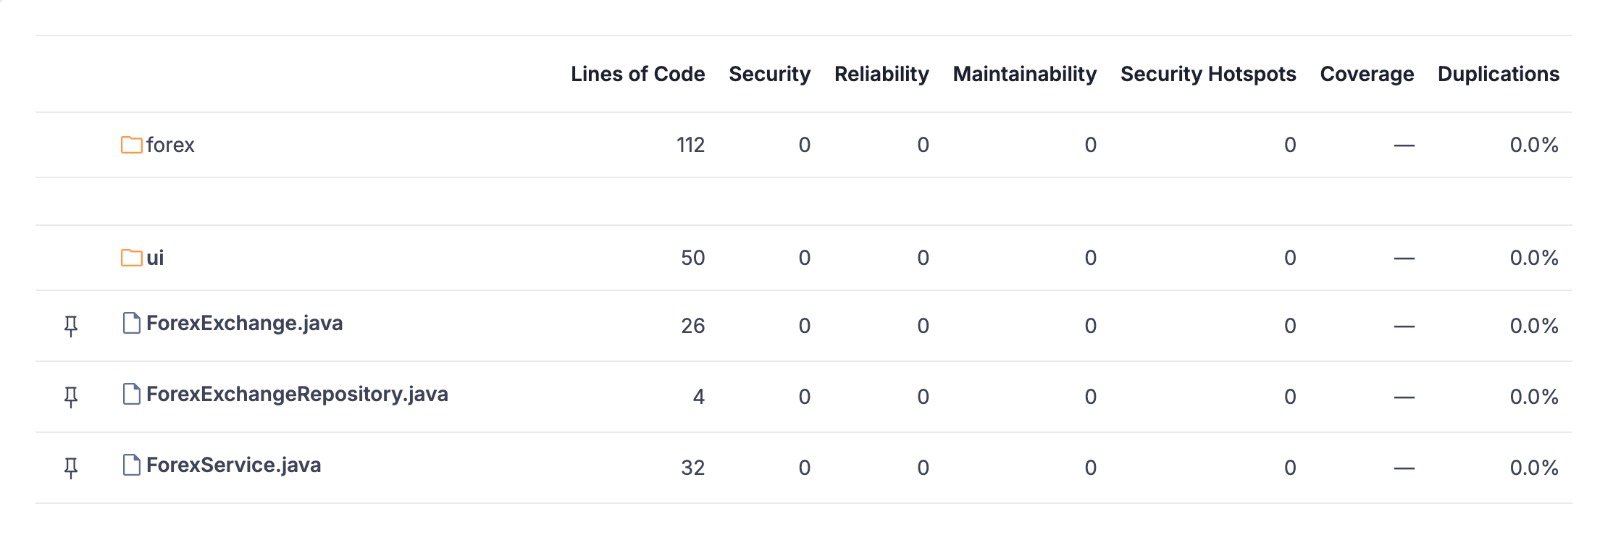 Lines of Code Security Reliability Maintainability Security Hotspots Coverage Duplications
forex 112 0 0 0 0 — 0.0%
ui 50 0 0 0 0 — 0.0%
ForexExchange.java 26 0 0 0 0 — 0.0%
ForexExchangeRepository.java 4 0 0 0 0 — 0.0%
ForexService.java 32 0 0 0 0 — 0.0%